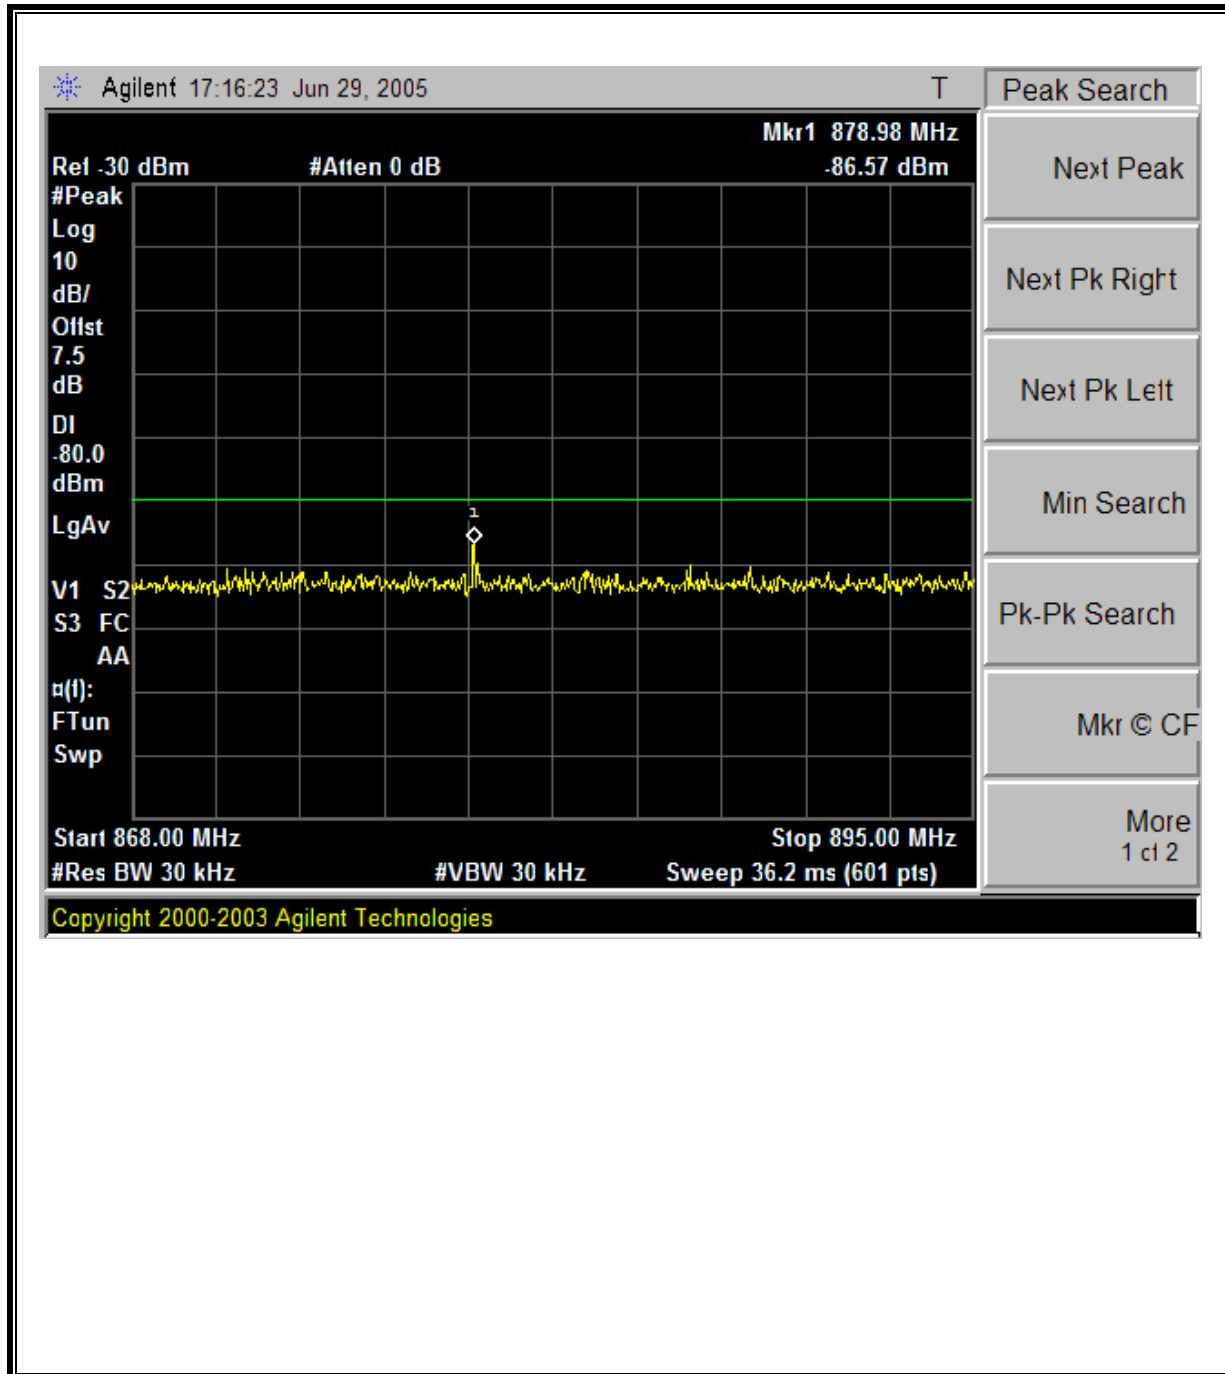 Agilent 17:16:23 Jun 29, 2005 T
Peak Search
Mkr1 878.98 MHz
Ref -30 dBm #Atten 0 dB -86.57 dBm
#Peak
Log
10
dB/
Offst
7.5
dB
DI
-80.0
dBm
LgAv
1
V1 S2
S3 FC
AA
¤(f):
FTun
Swp
Start 868.00 MHz Stop 895.00 MHz
#Res BW 30 kHz #VBW 30 kHz Sweep 36.2 ms (601 pts)
Copyright 2000-2003 Agilent Technologies
Next Peak
Next Pk Right
Next Pk Left
Min Search
Pk-Pk Search
Mkr © CF
More
1 of 2